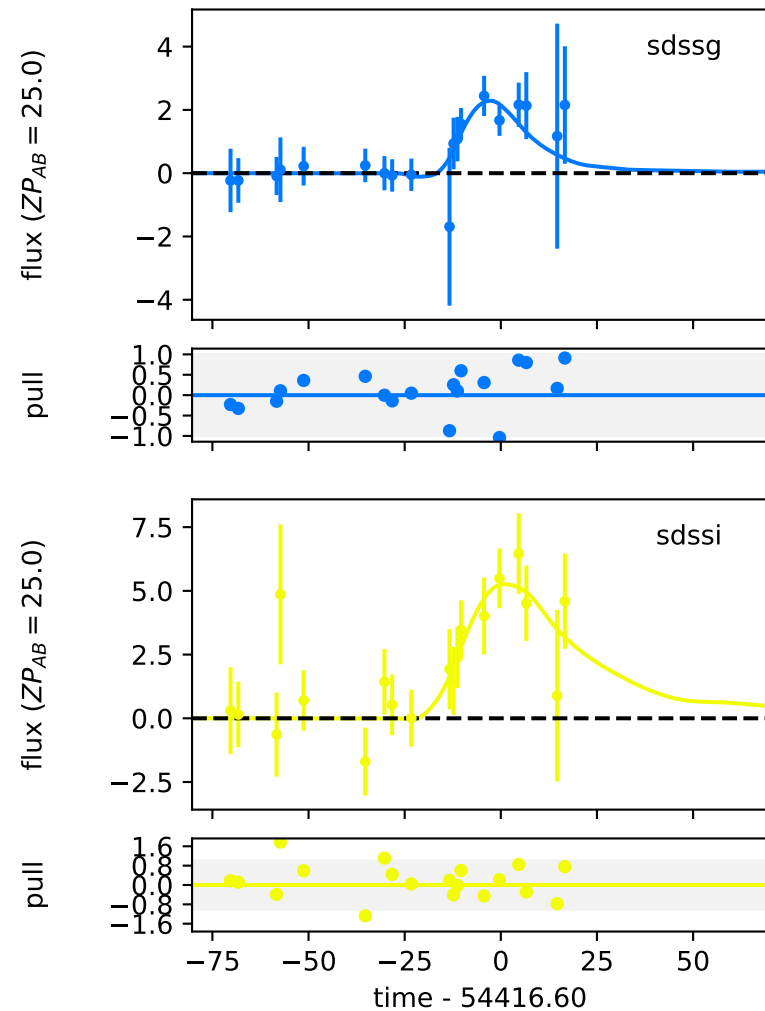 sdssg
flux (ZP_AB = 25.0)
4
2
0
−2
−4
pull
1.0
0.5
0.0
−0.5
−1.0
sdssi
flux (ZP_AB = 25.0)
7.5
5.0
2.5
0.0
−2.5
pull
1.6
0.8
0.0
−0.8
−1.6
−75 −50 −25 0 25 50
time - 54416.60